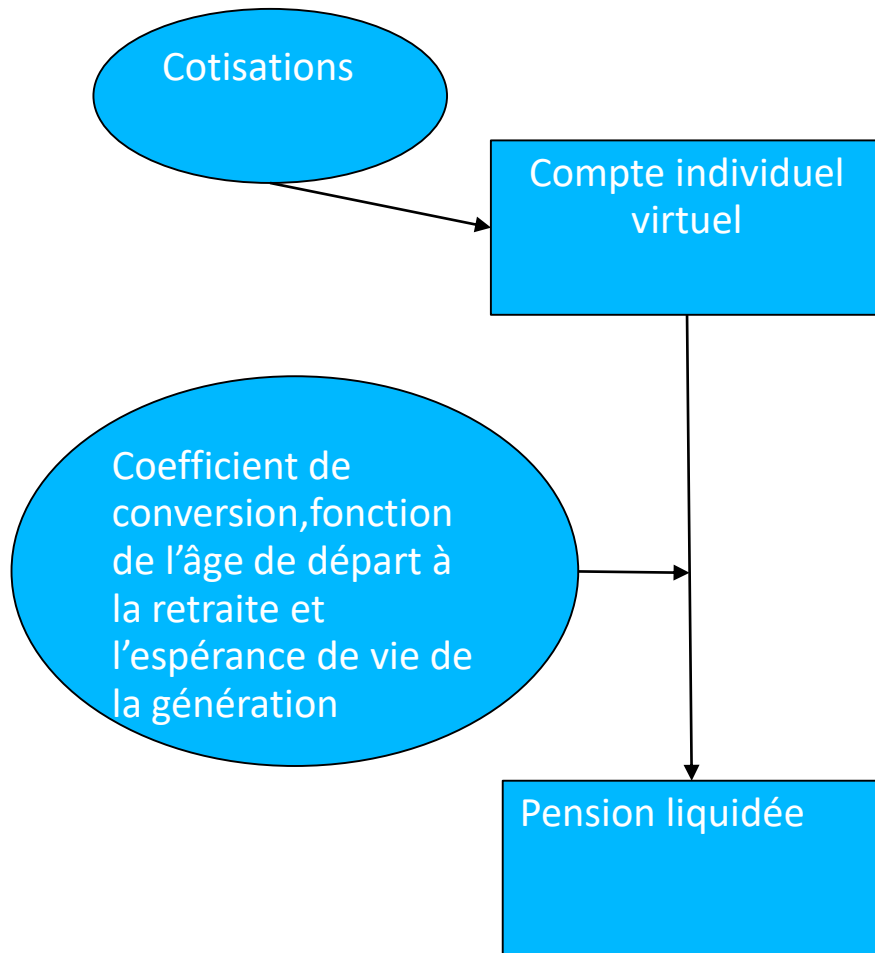 Cotisations
Compte individuel
virtuel
Coefficient de
conversion,fonction
de l’âge de départ à
la retraite et
l’espérance de vie de
la génération
Pension liquidée